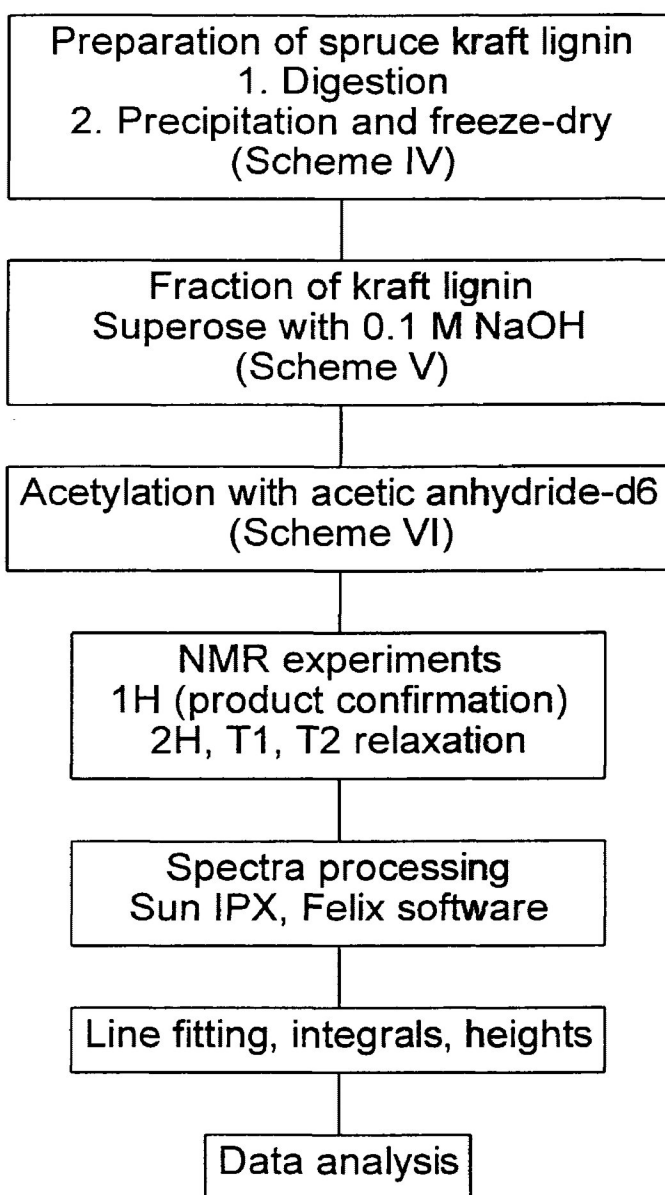 Preparation of spruce kraft lignin
1. Digestion
2. Precipitation and freeze-dry
(Scheme IV)
Fraction of kraft lignin
Superose with 0.1 M NaOH
(Scheme V)
Acetylation with acetic anhydride-d6
(Scheme VI)
NMR experiments
1H (product confirmation)
2H, T1, T2 relaxation
Spectra processing
Sun IPX, Felix software
Line fitting, integrals, heights
Data analysis